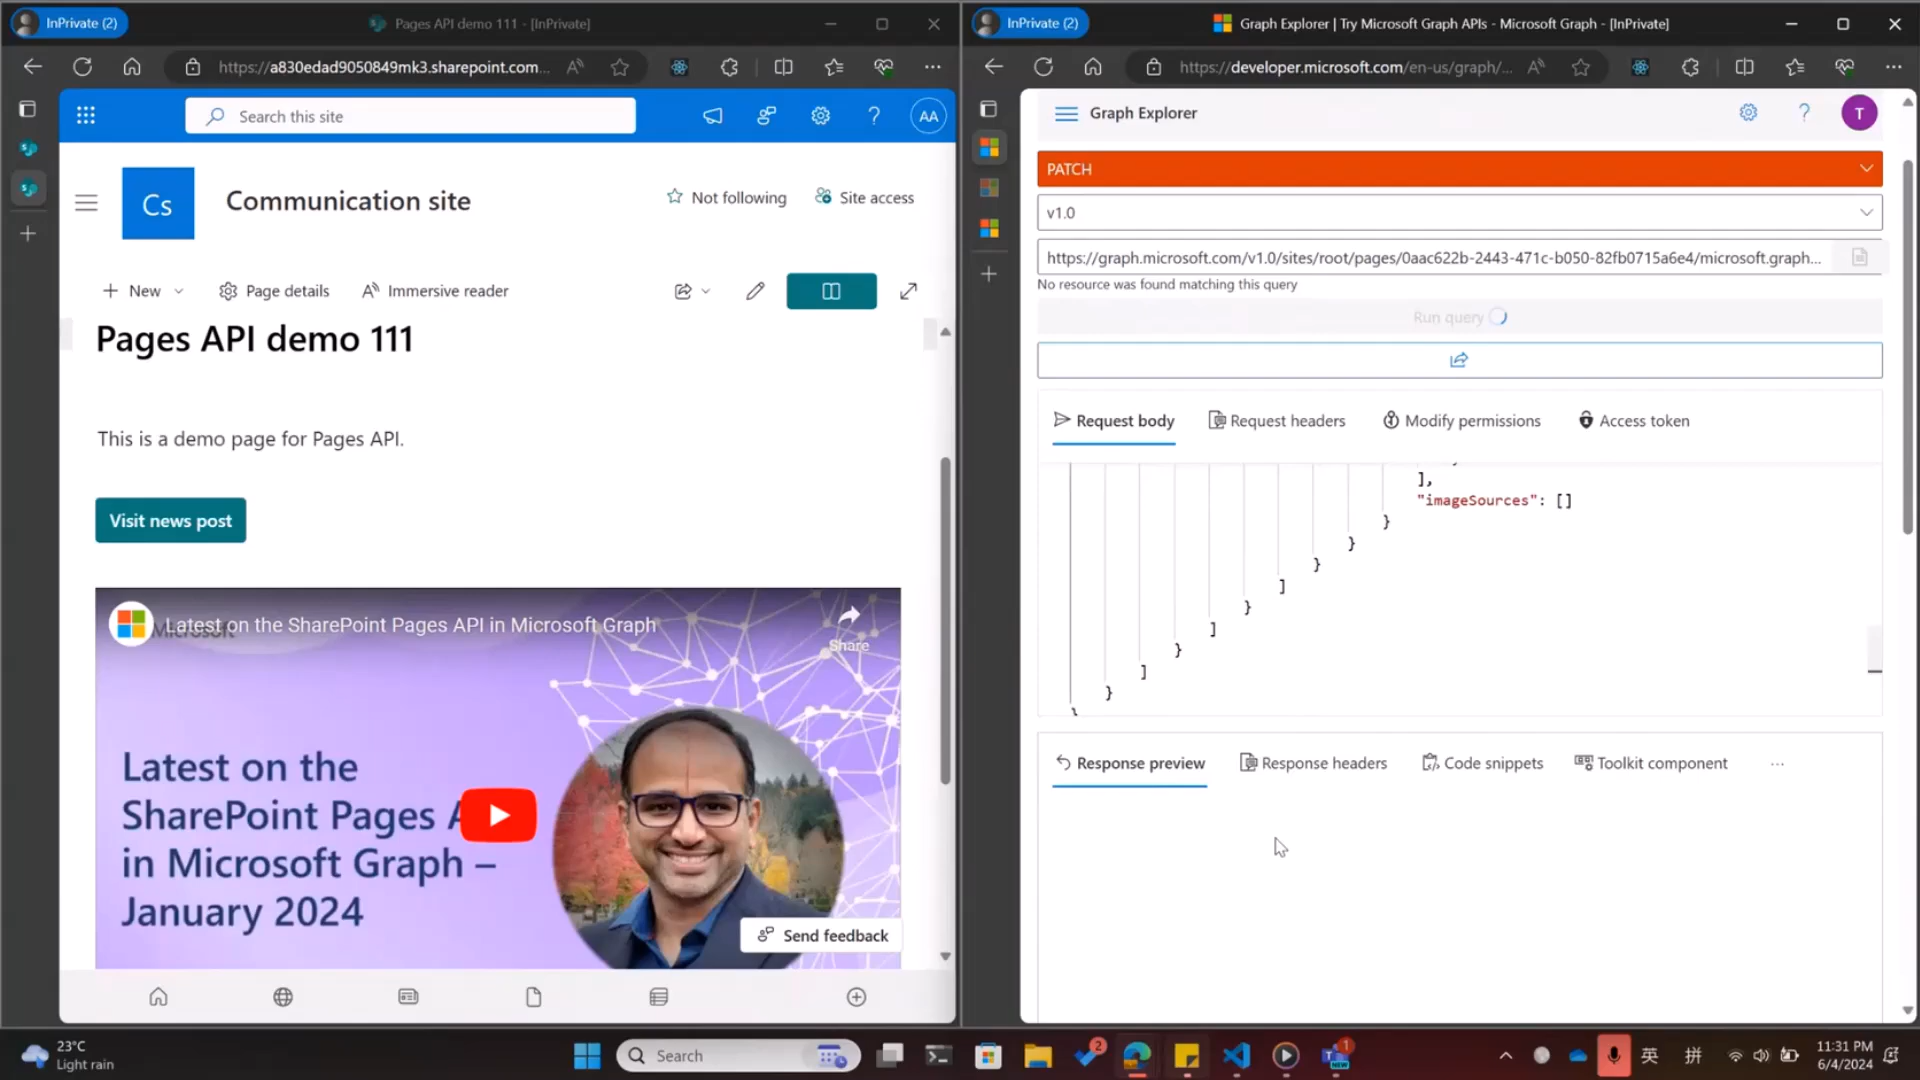 InPrivate (2)
Pages API demo 111 - [InPrivate]
https://a830edad9050849mk3.sharepoint.com...
Search this site
AA
Cs
Communication site
Not following
Site access
New
Page details
Immersive reader
Pages API demo 111
This is a demo page for Pages API.
Visit news post
Microsoft
Latest on the SharePoint Pages API in Microsoft Graph
Share
Latest on the
SharePoint Pages A
in Microsoft Graph –
January 2024
Send feedback
InPrivate (2)
Graph Explorer | Try Microsoft Graph APIs - Microsoft Graph - [InPrivate]
https://developer.microsoft.com/en-us/graph/...
Graph Explorer
T
PATCH
v1.0
https://graph.microsoft.com/v1.0/sites/root/pages/0aac622b-2443-471c-b050-82fb0715a6e4/microsoft.graph...
No resource was found matching this query
Run query
Request body
Request headers
Modify permissions
Access token
],
"imageSources": []
}
}
}
]
}
]
}
]
}
}
Response preview
Response headers
Code snippets
Toolkit component
...
23°C
Light rain
Search
2
1
NEW
英
拼
11:31 PM
6/4/2024